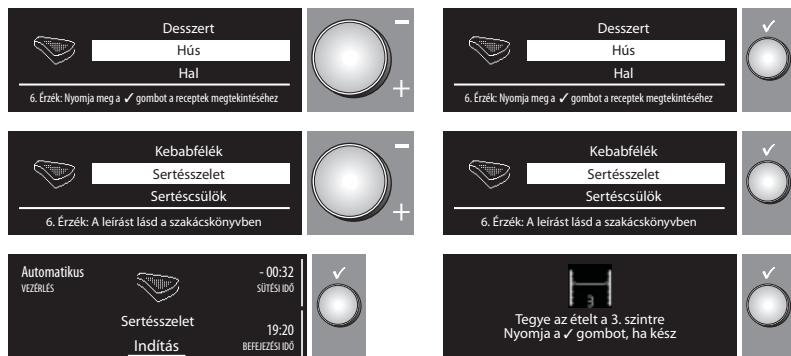 Desszert
Hús
Hal
6. Érzék: Nyomja meg a ✓ gombot a receptek megtekintéséhez
Desszert
Hús
Hal
6. Érzék: Nyomja meg a ✓ gombot a receptek megtekintéséhez
Kebabfélék
Sertésszelet
Sertéscsülök
6. Érzék: A leírást lásd a szakácskönyvben
Kebabfélék
Sertésszelet
Sertéscsülök
6. Érzék: A leírást lásd a szakácskönyvben
Automatikus
VEZÉRLÉS
- 00:32
SÜTÉSI IDŐ
Sertésszelet
Indítás
19:20
BEFEJEZÉSI IDŐ
3
Tegye az ételt a 3. szintre
Nyomja a ✓ gombot, ha kész